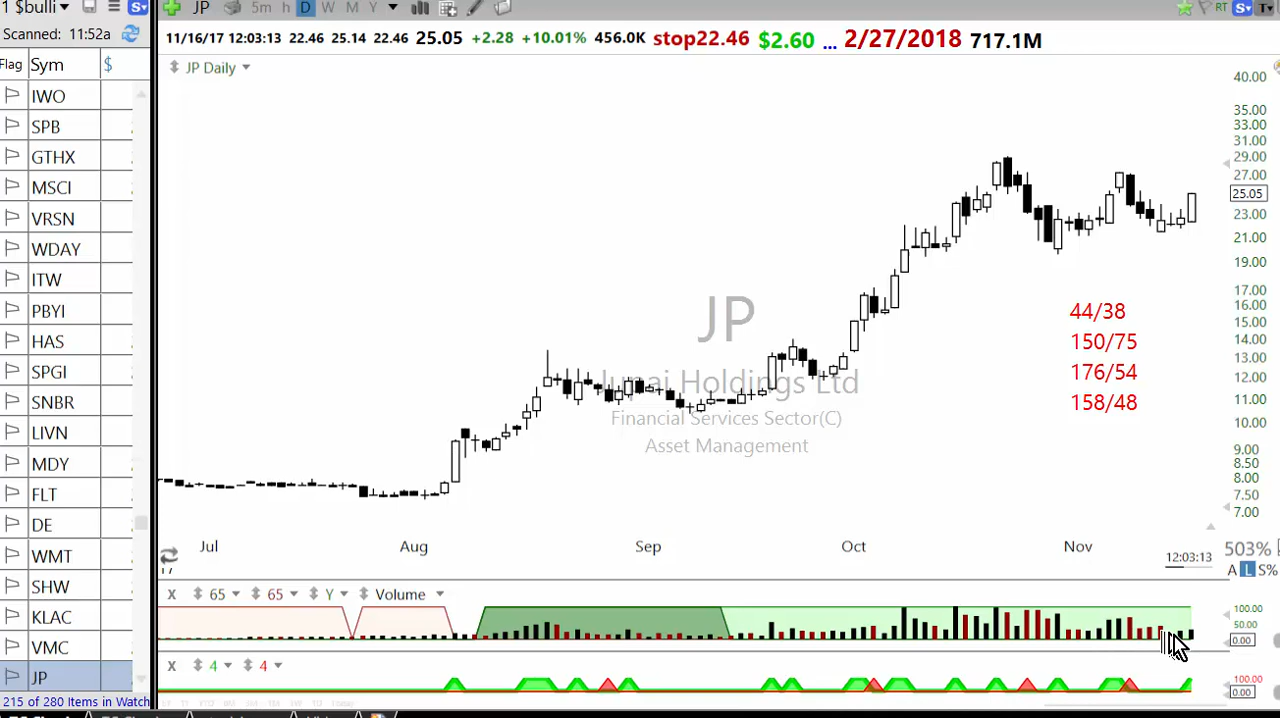 1 $bulli
JP 5m h D W M Y
RT
Scanned: 11:52a
11/16/17 12:03:13 22.46 25.14 22.46 25.05 +2.28 +10.01% 456.0K stop22.46 $2.60 ... 2/27/2018 717.1M
Flag Sym $
JP Daily
IWO
SPB
GTHX
MSCI
VRSN
WDAY
ITW
PBYI
HAS
SPGI
SNBR
LIVN
MDY
FLT
DE
WMT
SHW
KLAC
VMC
JP
215 of 280 Items in Watch
40.00
35.00
33.00
31.00
29.00
27.00
25.05
23.00
21.00
19.00
17.00
16.00
15.00
14.00
13.00
12.00
11.00
10.00
9.00
8.50
8.00
7.50
7.00
44/38
150/75
176/54
158/48
JP
Jupai Holdings Ltd
Financial Services Sector(C)
Asset Management
Jul Aug Sep Oct Nov
12:03:13
503%
A L S%
X 65 65 Y Volume
100.00
50.00
0.00
X 4 4
100.00
0.00